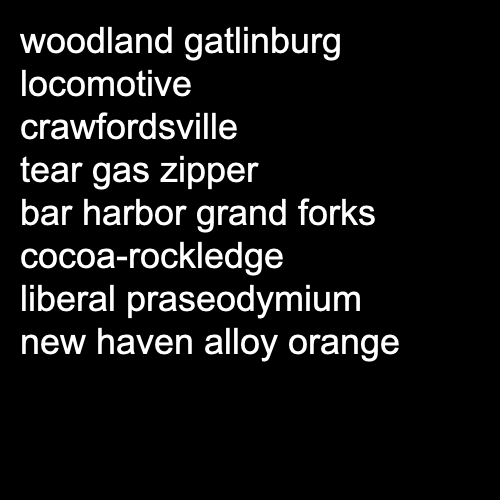 woodland gatlinburg
locomotive
crawfordsville
tear gas zipper
bar harbor grand forks
cocoa-rockledge
liberal praseodymium
new haven alloy orange